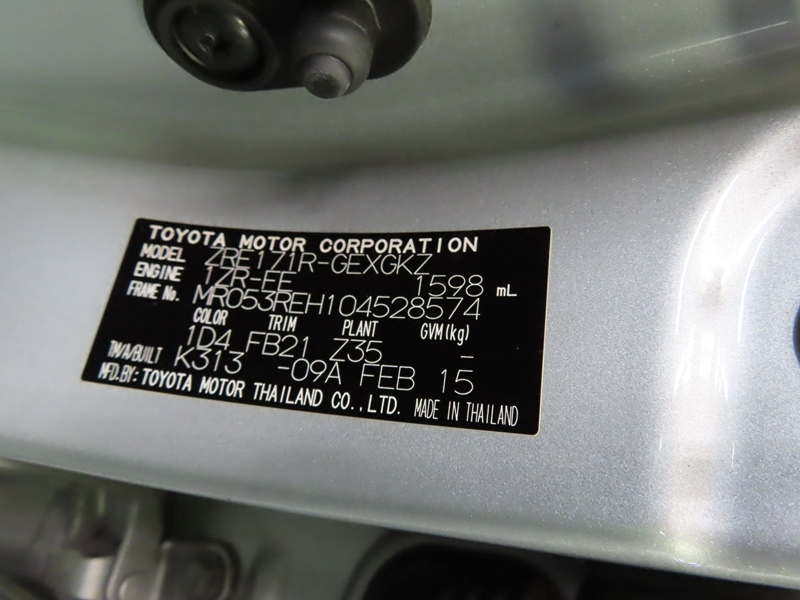 TOYOTA MOTOR CORPORATION
MODEL ZRE171R-GEXGKZ
ENGINE 1ZR-FE 1598 mL
FRAME No. MR053REH104528574
COLOR TRIM PLANT GVM(kg)
1D4 FB21 Z35 -
TM/A/BUILT K313 -09A FEB 15
MFD.BY: TOYOTA MOTOR THAILAND CO.,LTD. MADE IN THAILAND